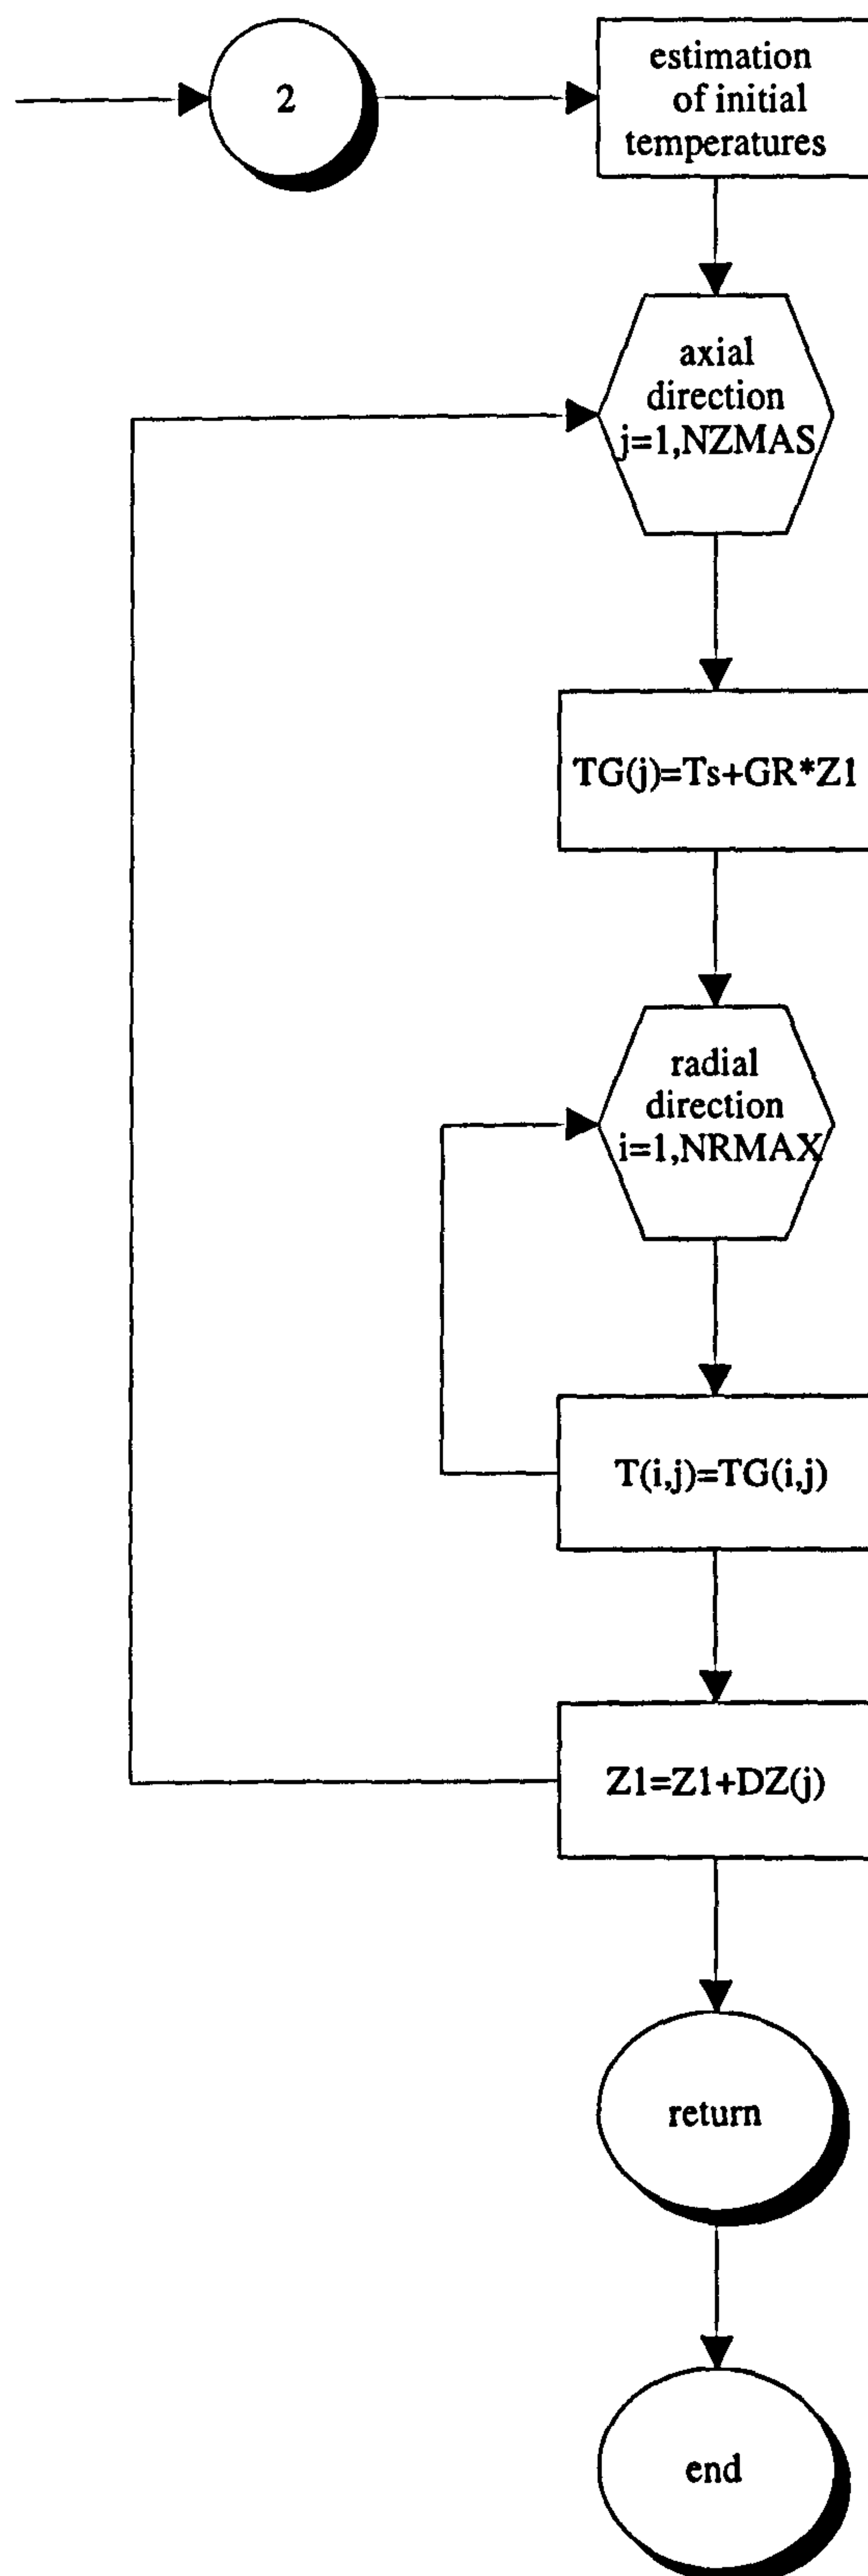 2
estimation
of initial
temperatures
axial
direction
j=1,NZMAS
TG(j)=Ts+GR*Z1
radial
direction
i=1,NRMAX
T(i,j)=TG(i,j)
Z1=Z1+DZ(j)
return
end